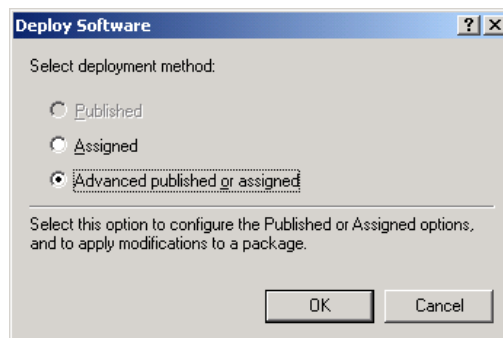 Deploy Software
Select deployment method:
Published
Assigned
Advanced published or assigned
Select this option to configure the Published or Assigned options,
and to apply modifications to a package.
OK
Cancel